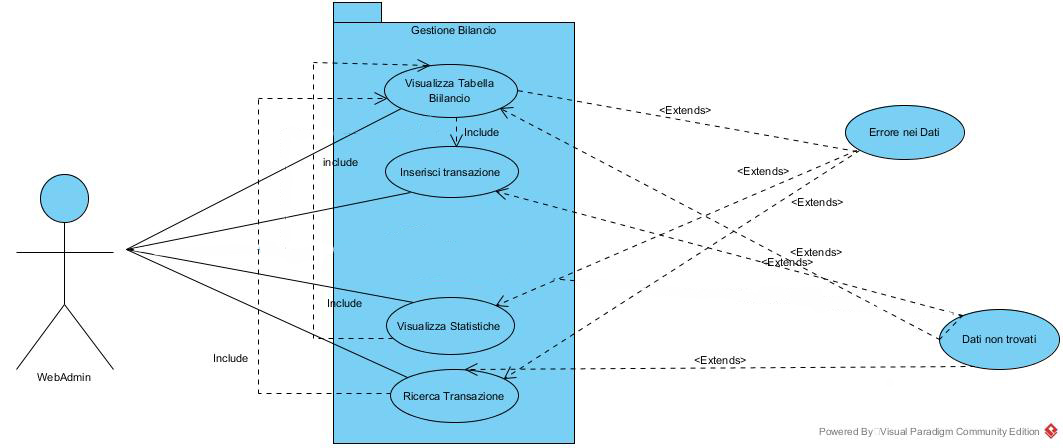 Gestione Bilancio
Visualizza Tabella
Biilancio
<Extends>
Include
Errore nei Dati
include
Inserisci transazione
<Extends>
<Extends>
<Extends>
<Extends>
Include
Visualizza Statistiche
Dati non trovati
Include
<Extends>
WebAdmin
Ricerca Transazione
Powered By Visual Paradigm Community Edition